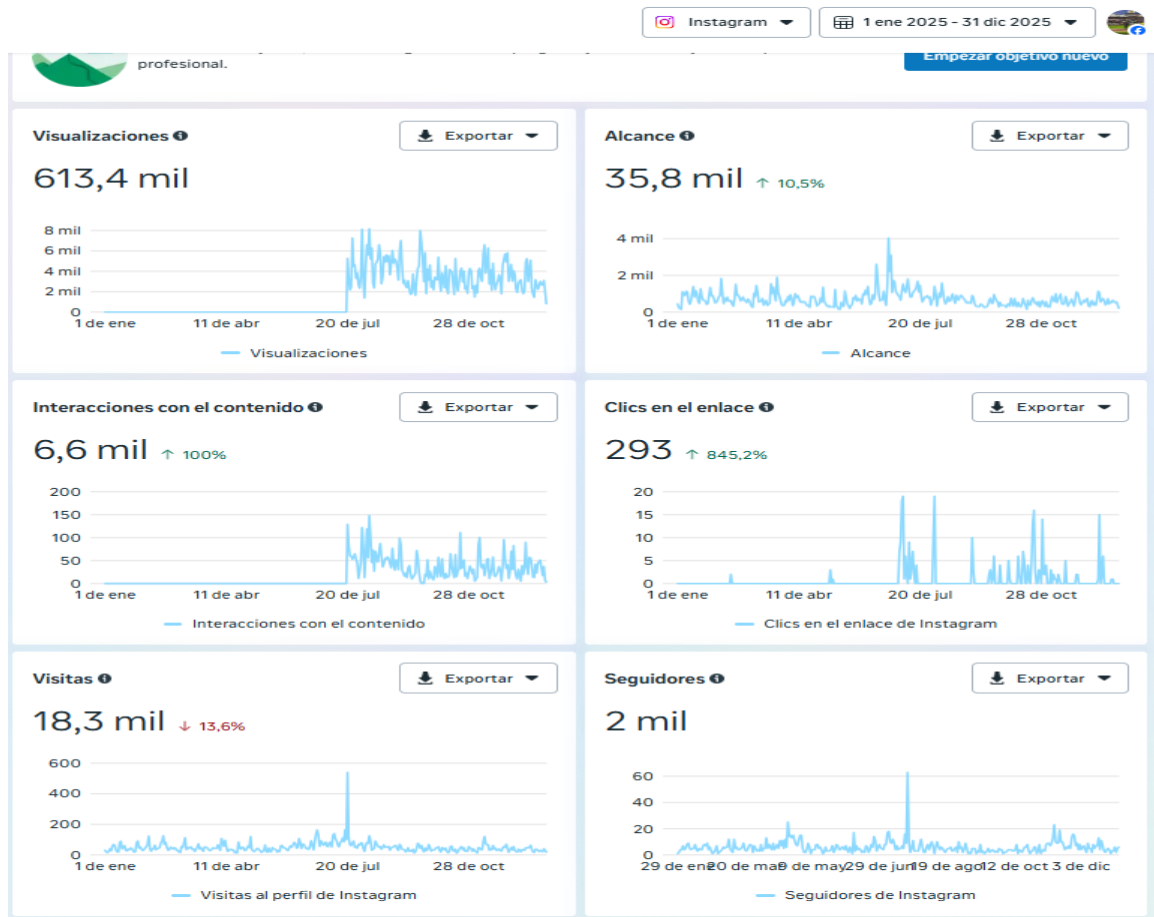 Instagram
1 ene 2025 - 31 dic 2025
profesional.
Empezar objetivo nuevo
Visualizaciones
Exportar
613,4 mil
8 mil
6 mil
4 mil
2 mil
0
1 de ene 11 de abr 20 de jul 28 de oct
Visualizaciones
Alcance
Exportar
35,8 mil ↑ 10,5%
4 mil
2 mil
0
1 de ene 11 de abr 20 de jul 28 de oct
Alcance
Interacciones con el contenido
Exportar
6,6 mil ↑ 100%
200
150
100
50
0
1 de ene 11 de abr 20 de jul 28 de oct
Interacciones con el contenido
Clics en el enlace
Exportar
293 ↑ 845,2%
20
15
10
5
0
1 de ene 11 de abr 20 de jul 28 de oct
Clics en el enlace de Instagram
Visitas
Exportar
18,3 mil ↓ 13,6%
600
400
200
0
1 de ene 11 de abr 20 de jul 28 de oct
Visitas al perfil de Instagram
Seguidores
Exportar
2 mil
60
40
20
0
29 de ene 20 de mar 9 de may 29 de jun 19 de ago 12 de oct 3 de dic
Seguidores de Instagram